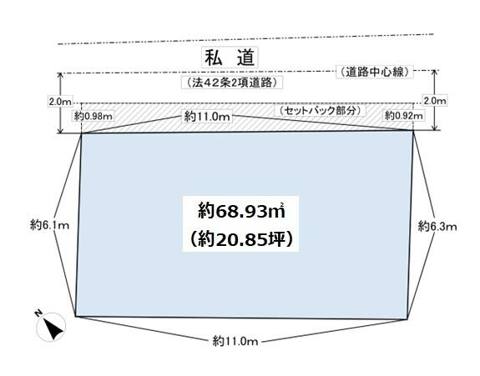 私 道
(道路中心線)
(法42条2項道路)
2.0m
2.0m
(セットバック部分)
約0.98m
約11.0m
約0.92m
約68.93㎡
(約20.85坪)
約6.1m
約6.3m
N
約11.0m